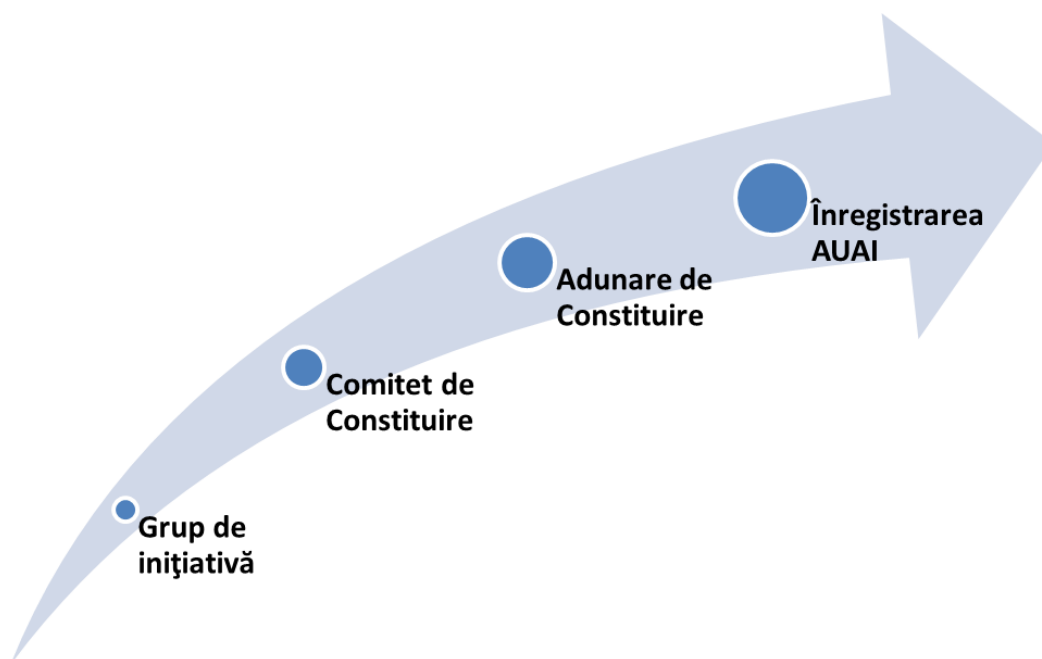 Grup de
iniţiativă
Comitet de
Constituire
Adunare de
Constituire
Înregistrarea
AUAI